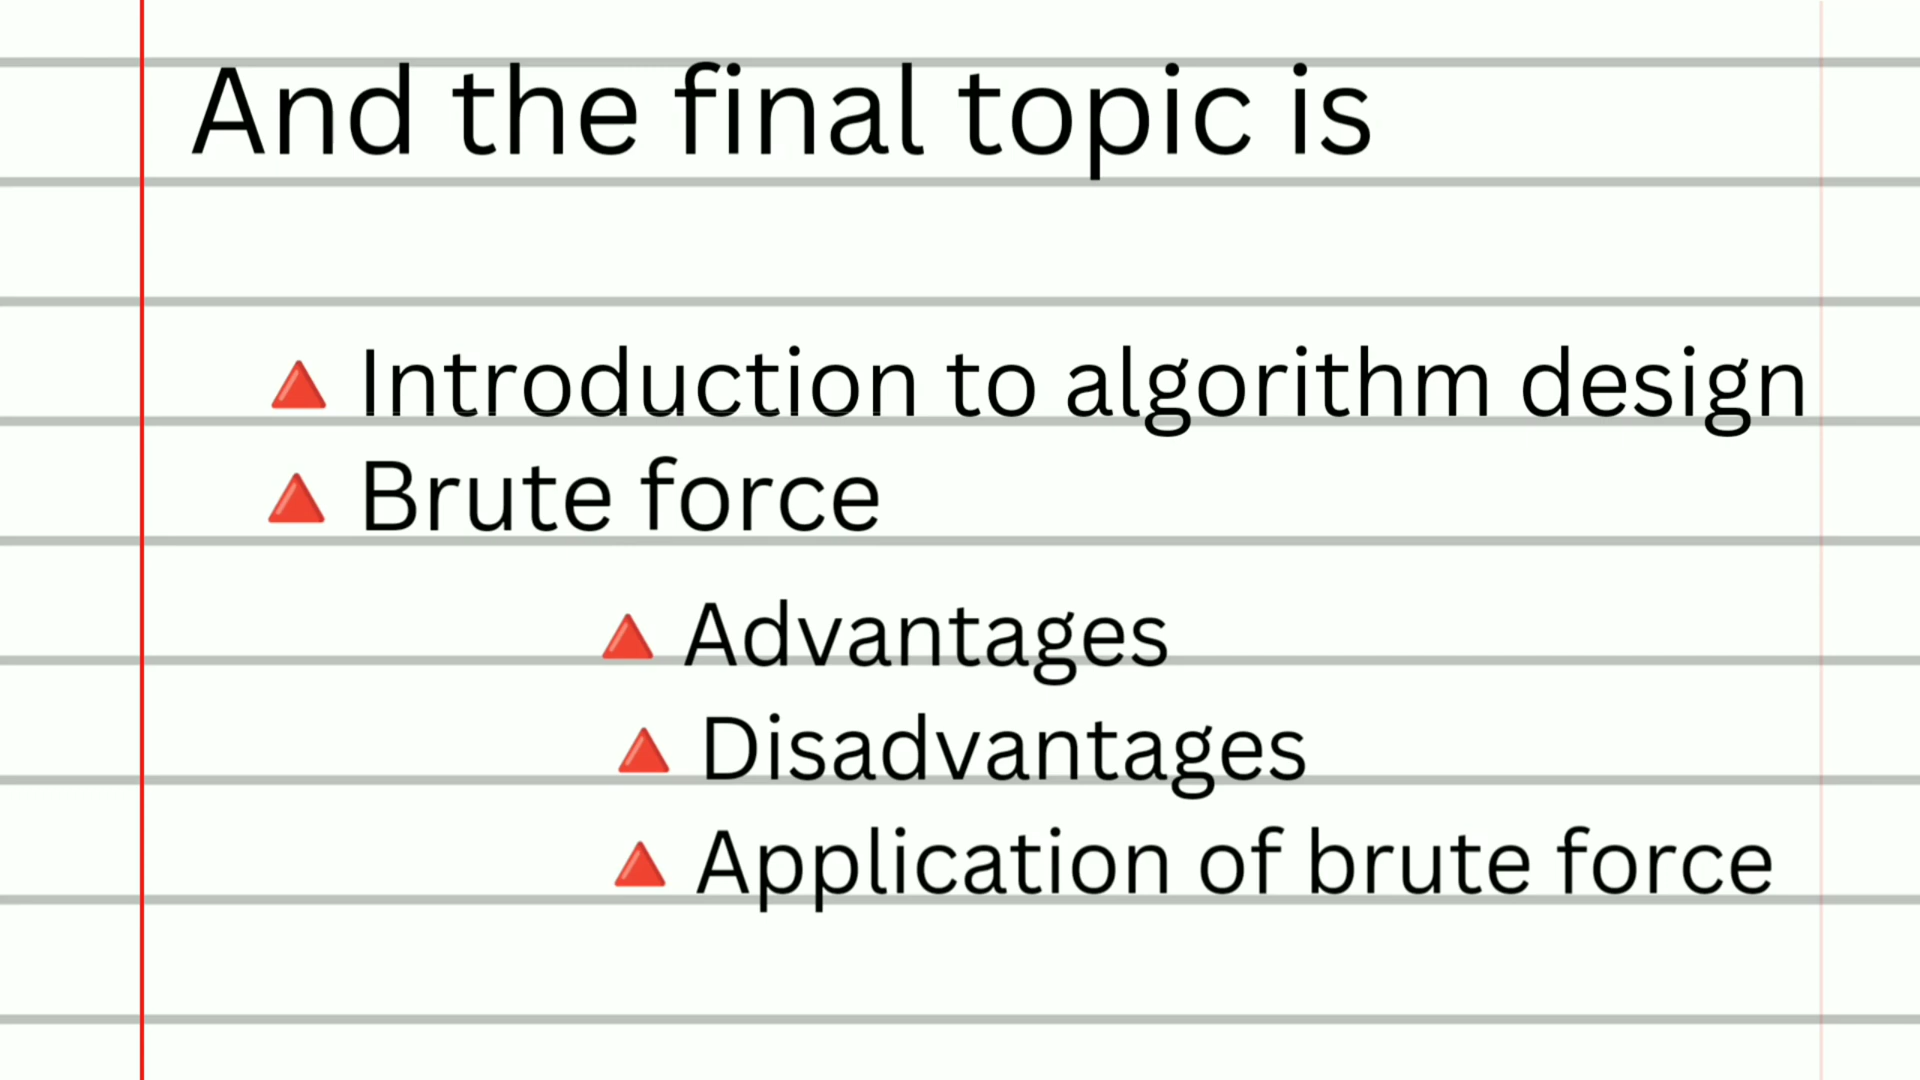 And the final topic is
🔺 Introduction to algorithm design
🔺 Brute force
🔺 Advantages
🔺 Disadvantages
🔺 Application of brute force